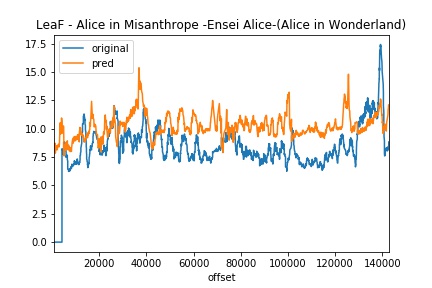 LeaF - Alice in Misanthrope -Ensei Alice-(Alice in Wonderland)
original
pred
17.5
15.0
12.5
10.0
7.5
5.0
2.5
0.0
20000 40000 60000 80000 100000 120000 140000
offset